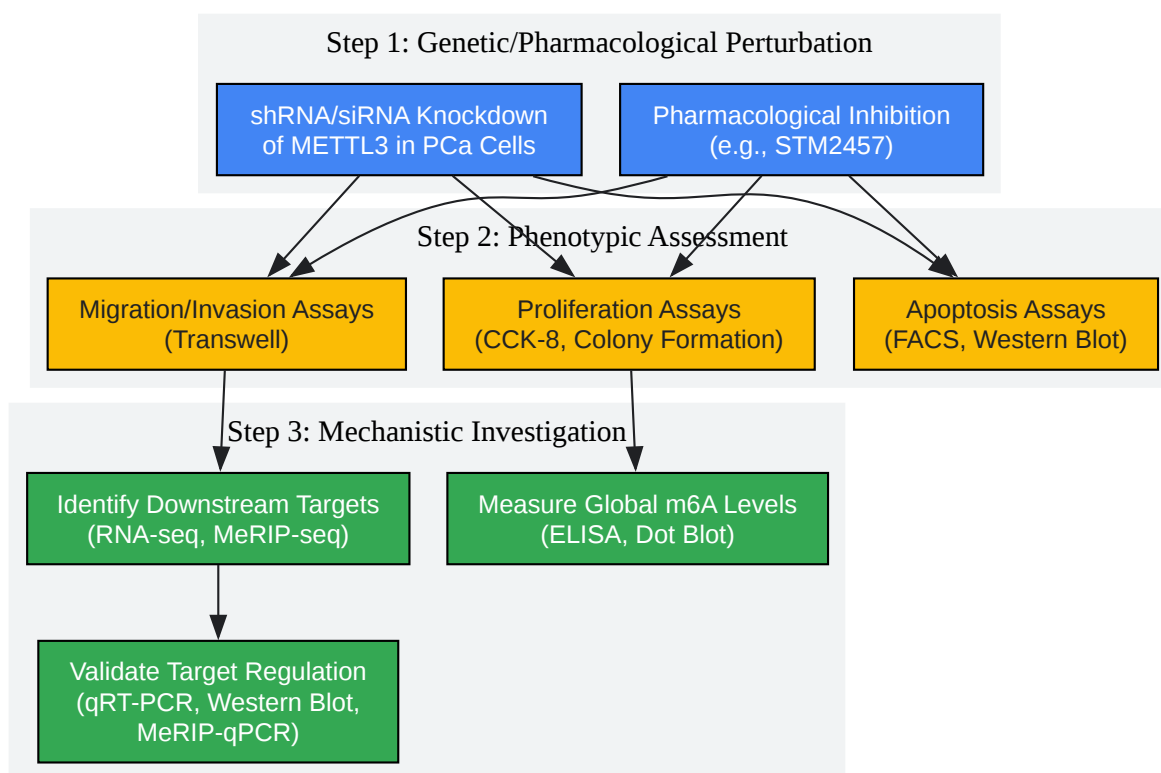 Step 1: Genetic/Pharmacological Perturbation
shRNA/siRNA Knockdown
of METTL3 in PCa Cells
Pharmacological Inhibition
(e.g., STM2457)
Step 2: Phenotypic Assessment
Migration/Invasion Assays
(Transwell)
Proliferation Assays
(CCK-8, Colony Formation)
Apoptosis Assays
(FACS, Western Blot)
Step 3: Mechanistic Investigation
Identify Downstream Targets
(RNA-seq, MeRIP-seq)
Measure Global m6A Levels
(ELISA, Dot Blot)
Validate Target Regulation
(qRT-PCR, Western Blot,
MeRIP-qPCR)